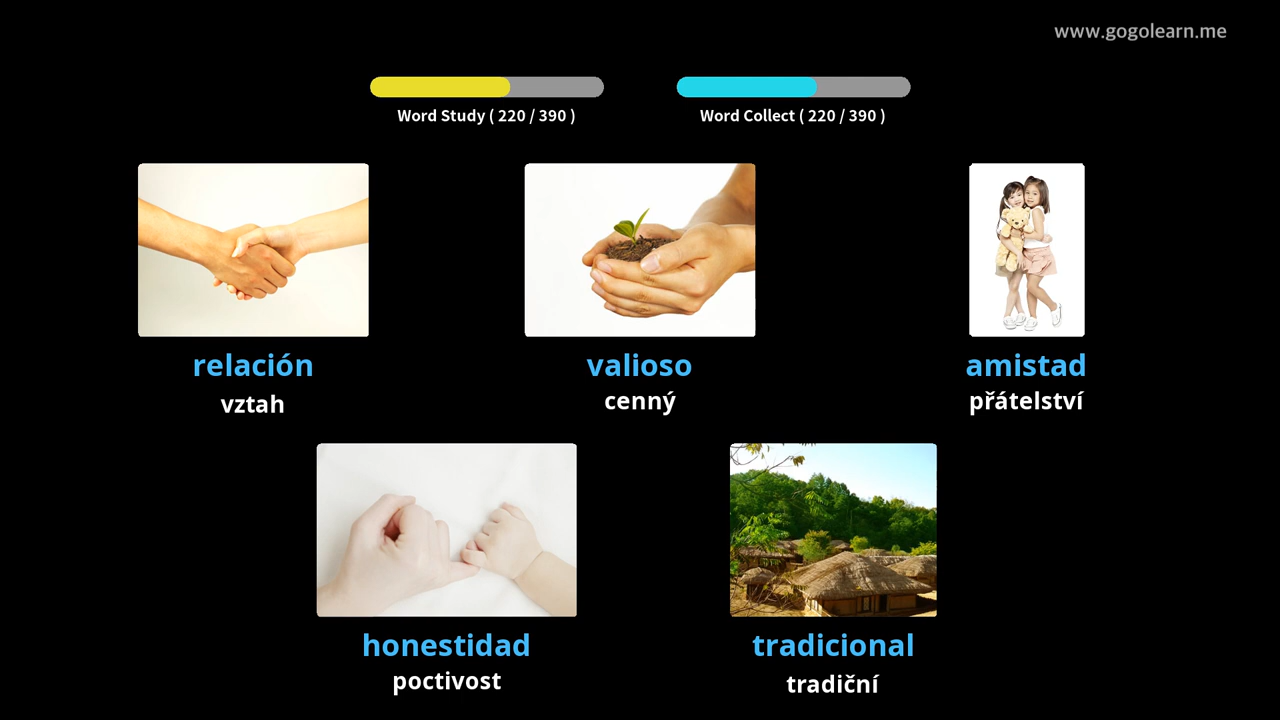 www.gogolearn.me
Word Study ( 220 / 390 )
Word Collect ( 220 / 390 )
relación
vztah
valioso
cenný
amistad
přátelství
honestidad
poctivost
tradicional
tradiční